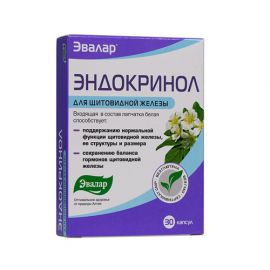 Эвалар®
ЭНДОКРИНОЛ
ДЛЯ ЩИТОВИДНОЙ ЖЕЛЕЗЫ
Входящая в состав лапчатка белая
способствует:
поддержанию нормальной
функции щитовидной железы,
ее структуры и размера
сохранению баланса
гормонов щитовидной
железы
Эвалар
30 капсул